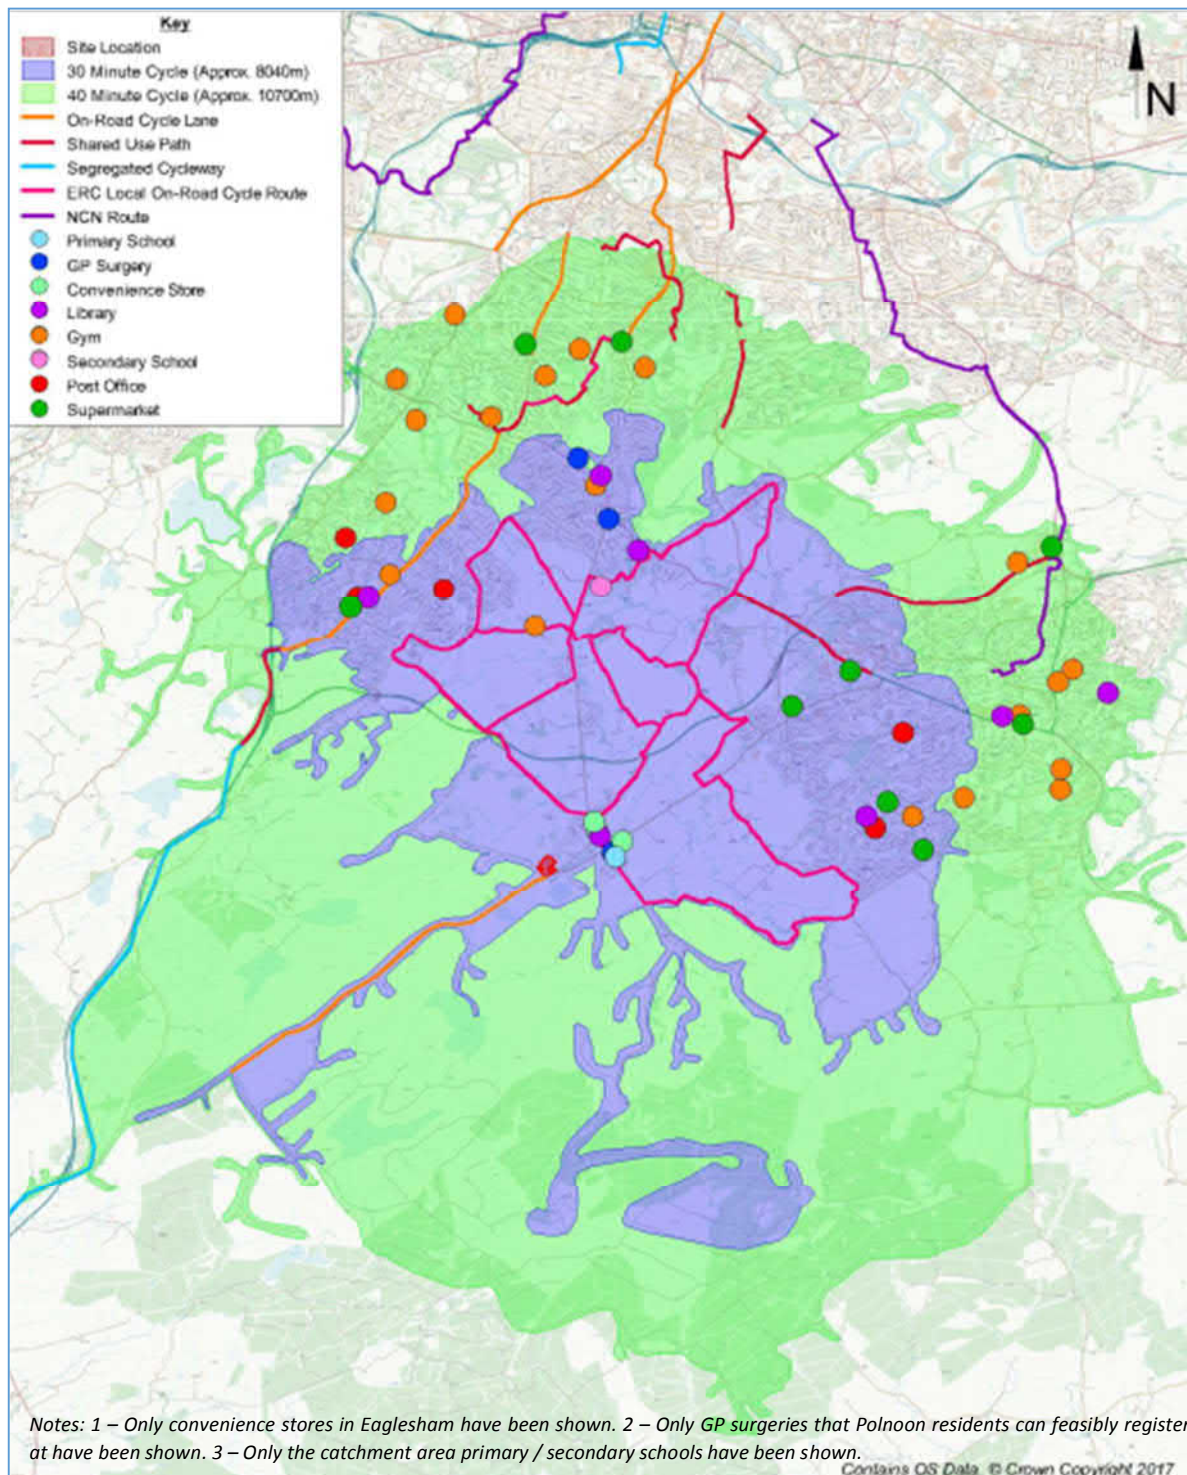 Key
Site Location
30 Minute Cycle (Approx. 8040m)
40 Minute Cycle (Approx. 10700m)
On-Road Cycle Lane
Shared Use Path
Segregated Cycleway
ERC Local On-Road Cycle Route
NCN Route
Primary School
GP Surgery
Convenience Store
Library
Gym
Secondary School
Post Office
Supermarket
N
Notes: 1 – Only convenience stores in Eaglesham have been shown. 2 – Only GP surgeries that Polnoon residents can feasibly register
at have been shown. 3 – Only the catchment area primary / secondary schools have been shown.
Contains OS Data. © Crown Copyright 2017